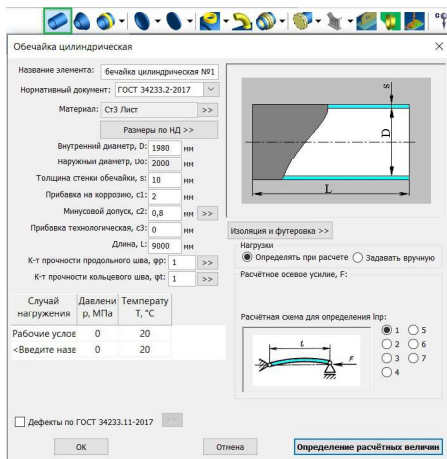 Обечайка цилиндрическая
Название элемента: бечайка цилиндрическая №1
Нормативный документ: ГОСТ 34233.2-2017
Материал: Ст3 Лист >>
Размеры по НД >>
Внутренний диаметр, D: 1980 мм
Наружный диаметр, Do: 2000 мм
Толщина стенки обечайки, s: 10 мм
Прибавка на коррозию, c1: 2 мм
Минусовой допуск, c2: 0,8 мм >>
Прибавка технологическая, c3: 0 мм
Длина, L: 9000 мм
К-т прочности продольного шва, φp: 1 >>
К-т прочности кольцевого шва, φt: 1 >>
Случай нагружения Давлени p, МПа Температу T, °C
Рабочие услов 0 20
<Введите назв 0 20
Дефекты по ГОСТ 34233.11-2017 >>
s
D
L
Изоляция и футеровка >>
Нагрузки
Определять при расчете Задавать вручную
Расчётное осевое усилие, F:
Расчётная схема для определения lпр:
ℓ
F
1 5
2 6
3 7
4
ОК Отмена Определение расчётных величин